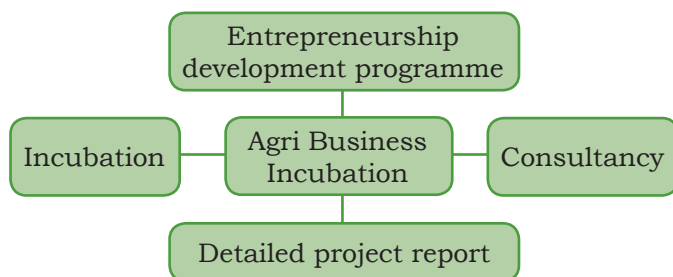 Entrepreneurship
development programme
Incubation
Agri Business
Incubation
Consultancy
Detailed project report